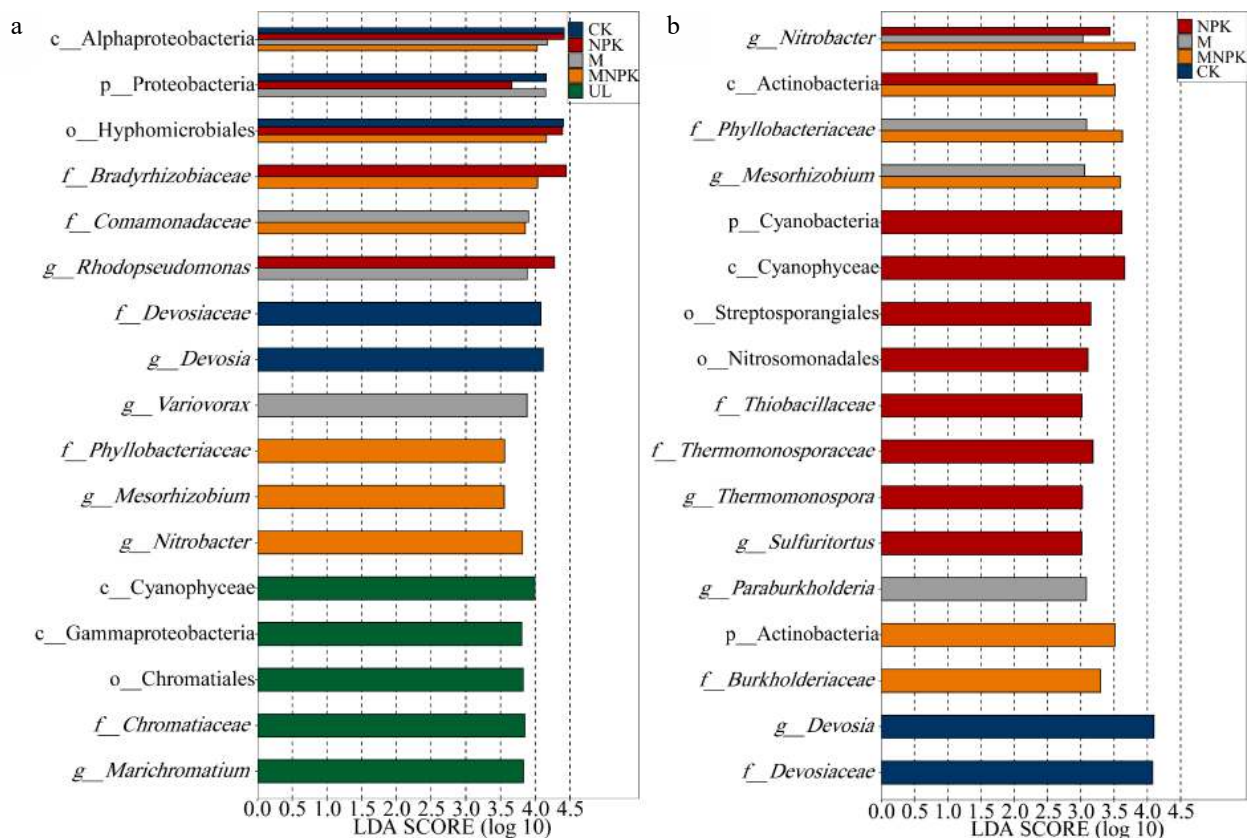 a
CK
NPK
M
MNPK
UL
c__Alphaproteobacteria
p__Proteobacteria
o__Hyphomicrobiales
f__Bradyrhizobiaceae
f__Comamonadaceae
g__Rhodopseudomonas
f__Devosiaceae
g__Devosia
g__Variovorax
f__Phyllobacteriaceae
g__Mesorhizobium
g__Nitrobacter
c__Cyanophyceae
c__Gammaproteobacteria
o__Chromatiales
f__Chromatiaceae
g__Marichromatium
0.0 0.5 1.0 1.5 2.0 2.5 3.0 3.5 4.0 4.5
LDA SCORE (log 10)
b
NPK
M
MNPK
CK
g__Nitrobacter
c__Actinobacteria
f__Phyllobacteriaceae
g__Mesorhizobium
p__Cyanobacteria
c__Cyanophyceae
o__Streptosporangiales
o__Nitrosomonadales
f__Thiobacillaceae
f__Thermomonosporaceae
g__Thermomonospora
g__Sulfuritortus
g__Paraburkholderia
p__Actinobacteria
f__Burkholderiaceae
g__Devosia
f__Devosiaceae
0.0 0.5 1.0 1.5 2.0 2.5 3.0 3.5 4.0 4.5
LDA SCORE (log 10)